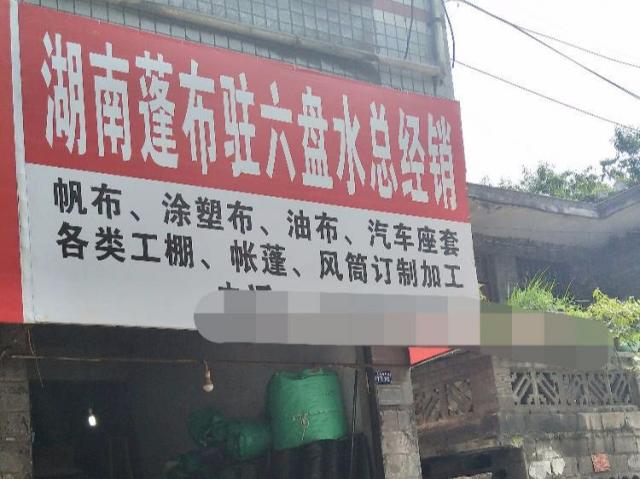 湖南蓬布驻六盘水总经销
帆布、涂塑布、油布、汽车座套
各类工棚、帐蓬、风筒订制加工